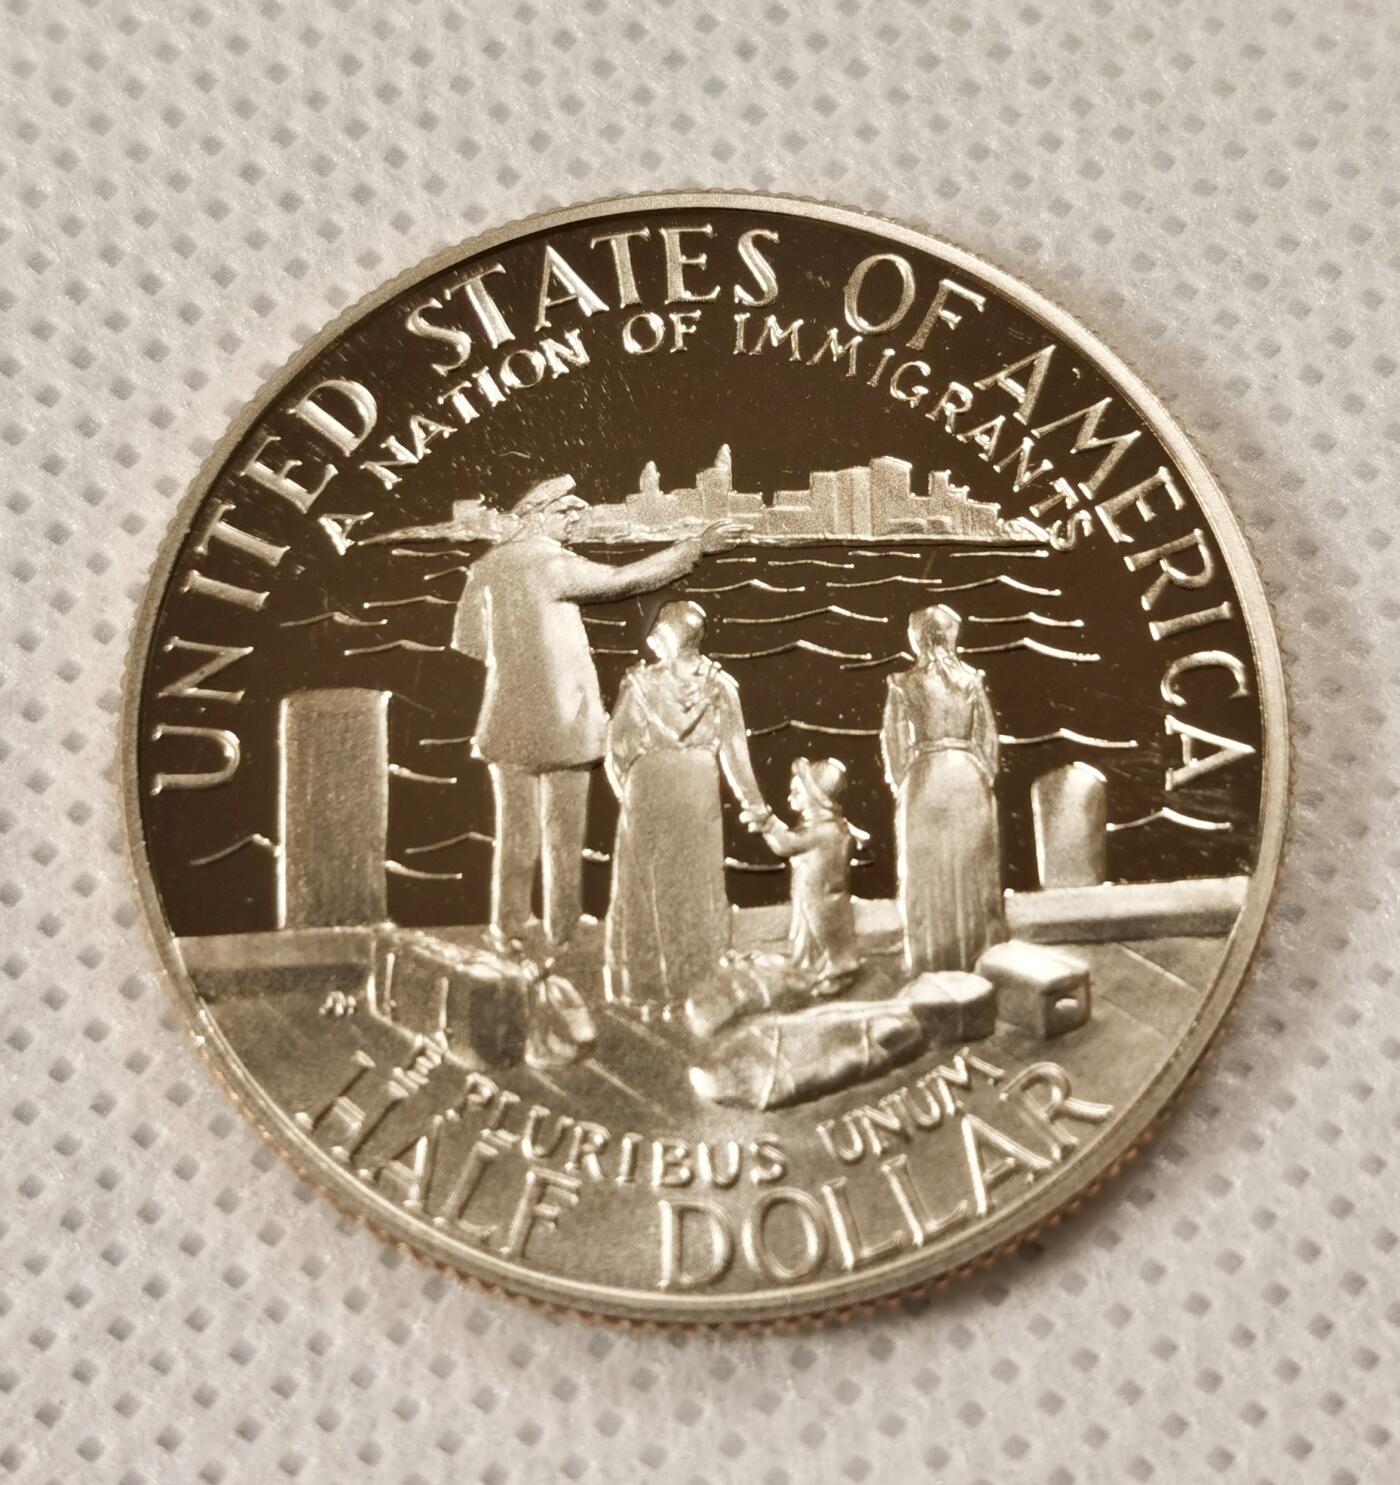 UNITED STATES OF AMERICA
A NATION OF IMMIGRANTS
E PLURIBUS UNUM
HALF DOLLAR